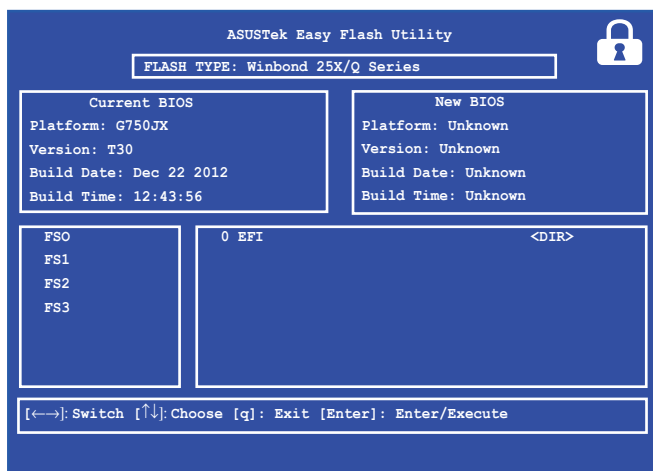 ASUSTek Easy Flash Utility
FLASH TYPE: Winbond 25X/Q Series
Current BIOS
Platform: G750JX
Version: T30
Build Date: Dec 22 2012
Build Time: 12:43:56
New BIOS
Platform: Unknown
Version: Unknown
Build Date: Unknown
Build Time: Unknown
FSO
FS1
FS2
FS3
0 EFI <DIR>
[←→]: Switch [↑↓]: Choose [q]: Exit [Enter]: Enter/Execute